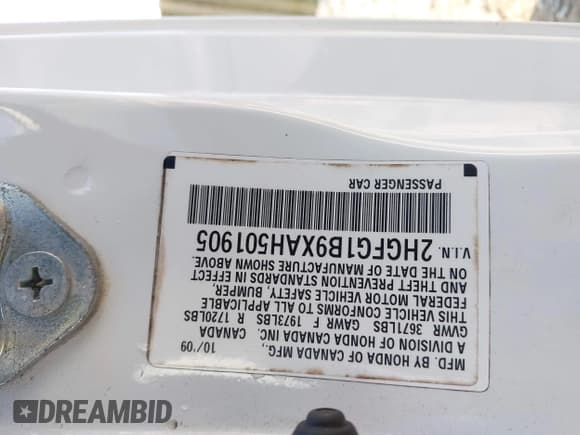 MFD. BY HONDA OF CANADA MFG., 10/'09
A DIVISION OF HONDA CANADA INC. CANADA
GVWR 3671LBS GAWR F 1973LBS R 1720LBS
THIS VEHICLE CONFORMS TO ALL APPLICABLE
FEDERAL MOTOR VEHICLE SAFETY, BUMPER,
AND THEFT PREVENTION STANDARDS IN EFFECT
ON THE DATE OF MANUFACTURE SHOWN ABOVE.
V.I.N. 2HGFG1B9XAH501905
PASSENGER CAR
DREAMBID